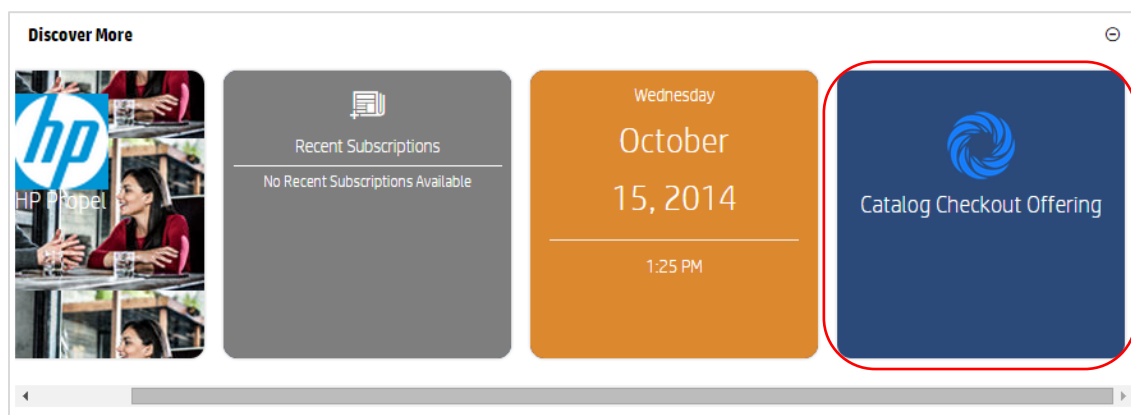 Discover More
hp
HP Propel
Recent Subscriptions
No Recent Subscriptions Available
Wednesday
October
15, 2014
1:25 PM
Catalog Checkout Offering